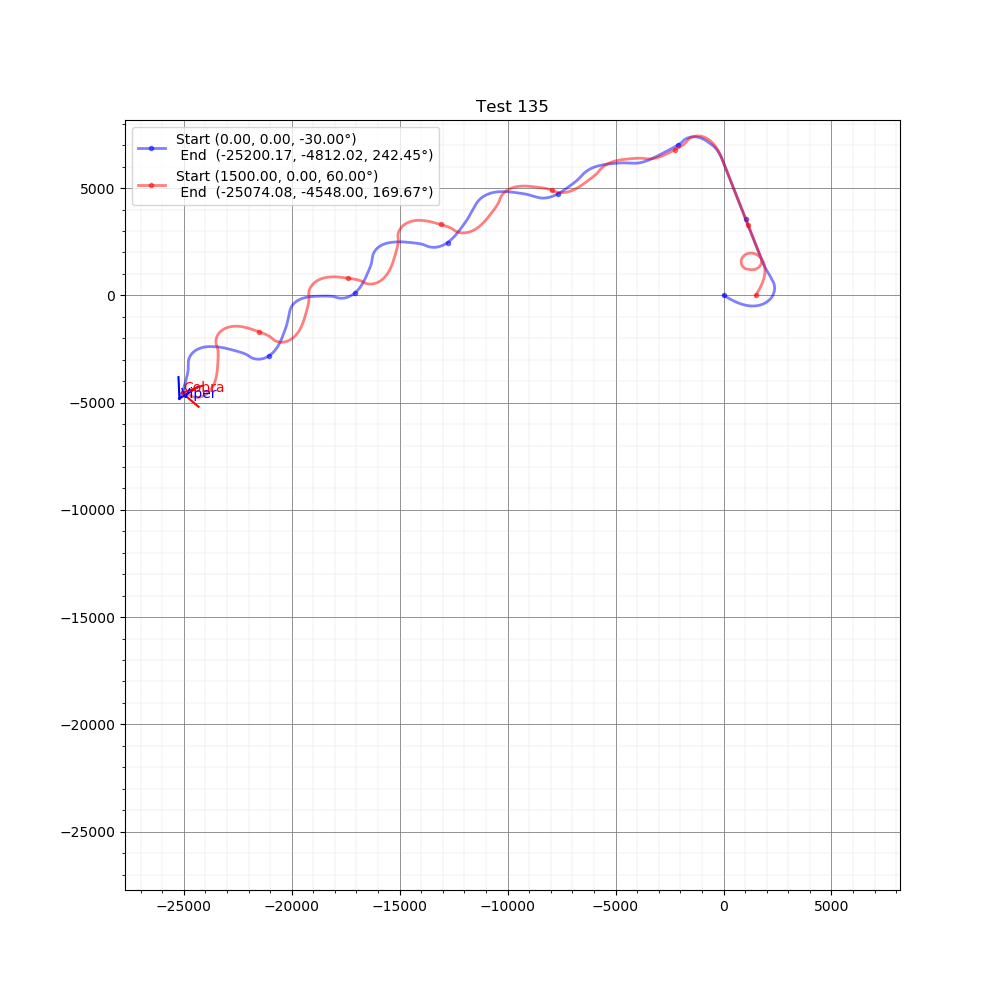 Test 135
Start (0.00, 0.00, -30.00°)
End (-25200.17, -4812.02, 242.45°)
Start (1500.00, 0.00, 60.00°)
End (-25074.08, -4548.00, 169.67°)
5000
0
−5000
−10000
−15000
−20000
−25000
Cobra
Viper
−25000 −20000 −15000 −10000 −5000 0 5000